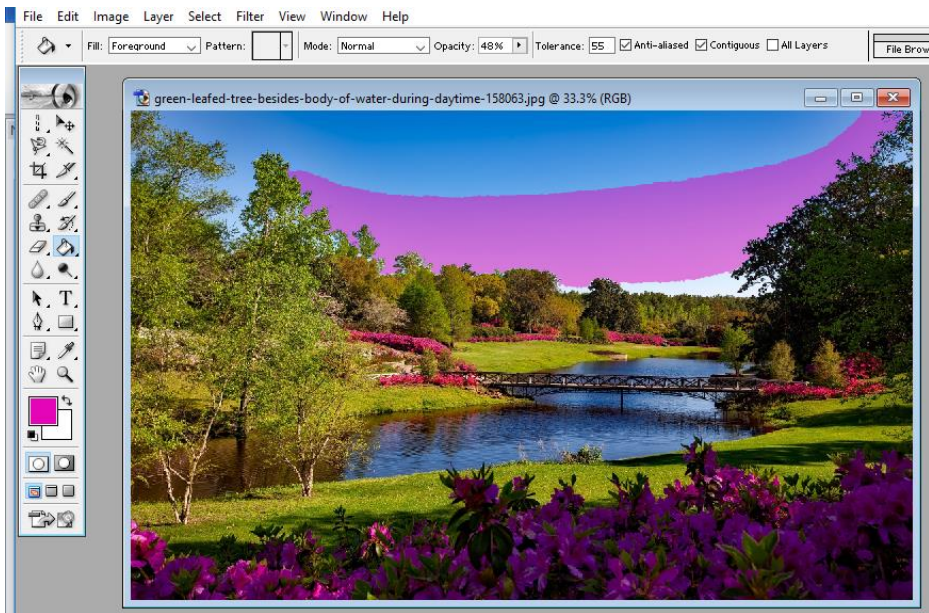 File Edit Image Layer Select Filter View Window Help
Fill: Foreground Pattern: Mode: Normal Opacity: 48% Tolerance: 55 Anti-aliased Contiguous All Layers File Brow
green-leafed-tree-besides-body-of-water-during-daytime-158063.jpg @ 33.3% (RGB)
T